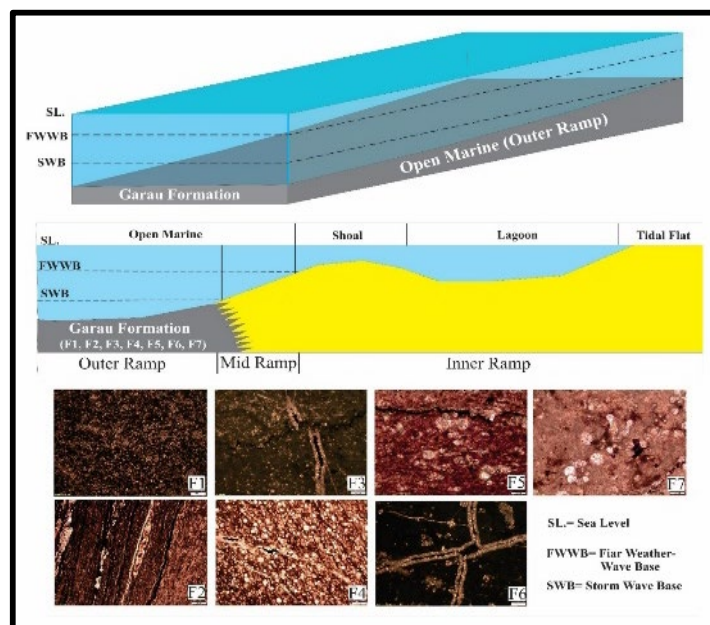 SL.
FWWB
SWB
Garau Formation
Open Marine (Outer Ramp)
SL. Open Marine Shoal Lagoon Tidal Flat
FWWB
SWB
Garau Formation
(F1, F2, F3, F4, F5, F6, F7)
Outer Ramp Mid Ramp Inner Ramp
F1 F3 F5 F7
F2 F4 F6
SL.= Sea Level
FWWB= Fiar Weather-
Wave Base
SWB= Storm Wave Base